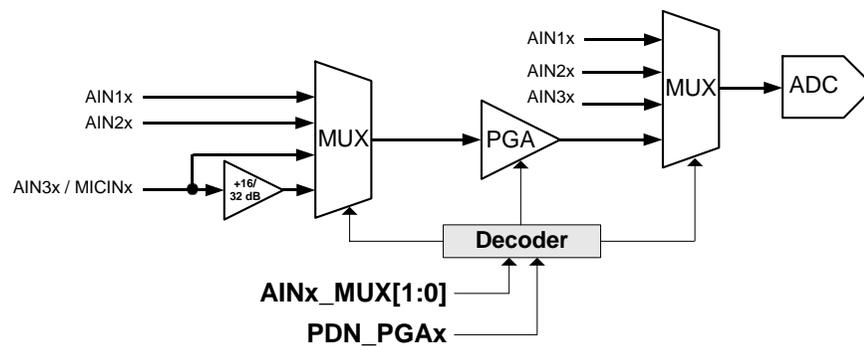 AIN1x
AIN2x
AIN3x
MUX
ADC
AIN1x
AIN2x
MUX
PGA
AIN3x / MICINx
+16/
32 dB
Decoder
AINx_MUX[1:0]
PDN_PGAx